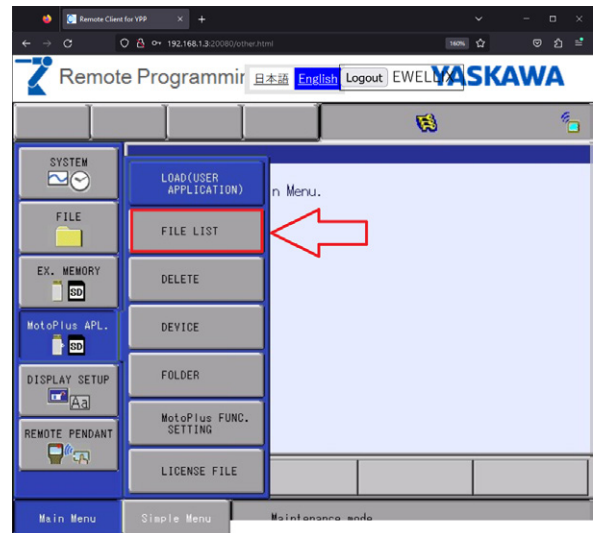 Remote Client for YPP
192.168.1.3:20080/other.html
160%
Remote Programmin
日本語 English Logout EWELLYX
YASKAWA
SYSTEM
FILE
EX. MEMORY
SD
MotoPlus APL.
SD
DISPLAY SETUP
Aa
REMOTE PENDANT
LOAD(USER
APPLICATION)
FILE LIST
DELETE
DEVICE
FOLDER
MotoPlus FUNC.
SETTING
LICENSE FILE
n Menu.
Main Menu
Simple Menu
Maintenance mode